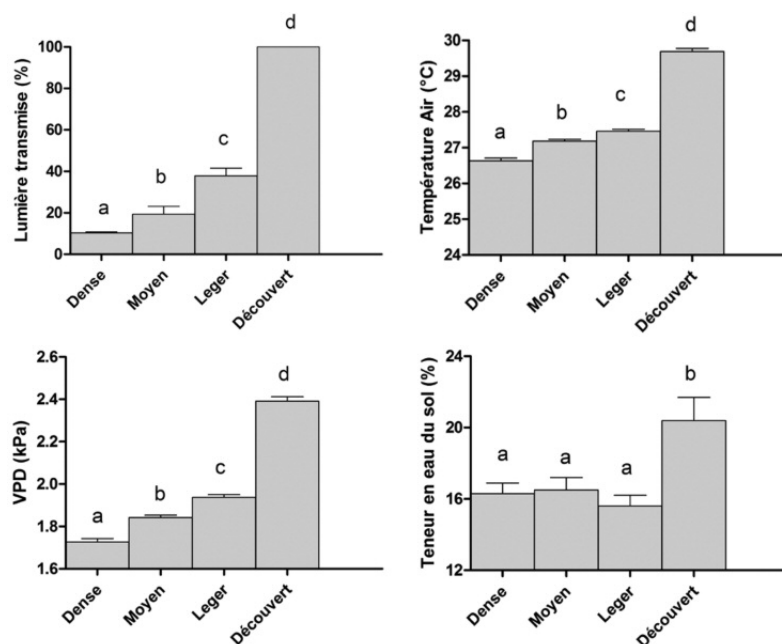 Lumière transmise (%)
100
80
60
40
20
0
a
b
c
d
Dense
Moyen
Leger
Découvert
Température Air (°C)
30
29
28
27
26
25
24
a
b
c
d
Dense
Moyen
Leger
Découvert
VPD (kPa)
2.6
2.4
2.2
2.0
1.8
1.6
a
b
c
d
Dense
Moyen
Leger
Découvert
Teneur en eau du sol (%)
24
20
16
12
a
a
a
b
Dense
Moyen
Leger
Découvert